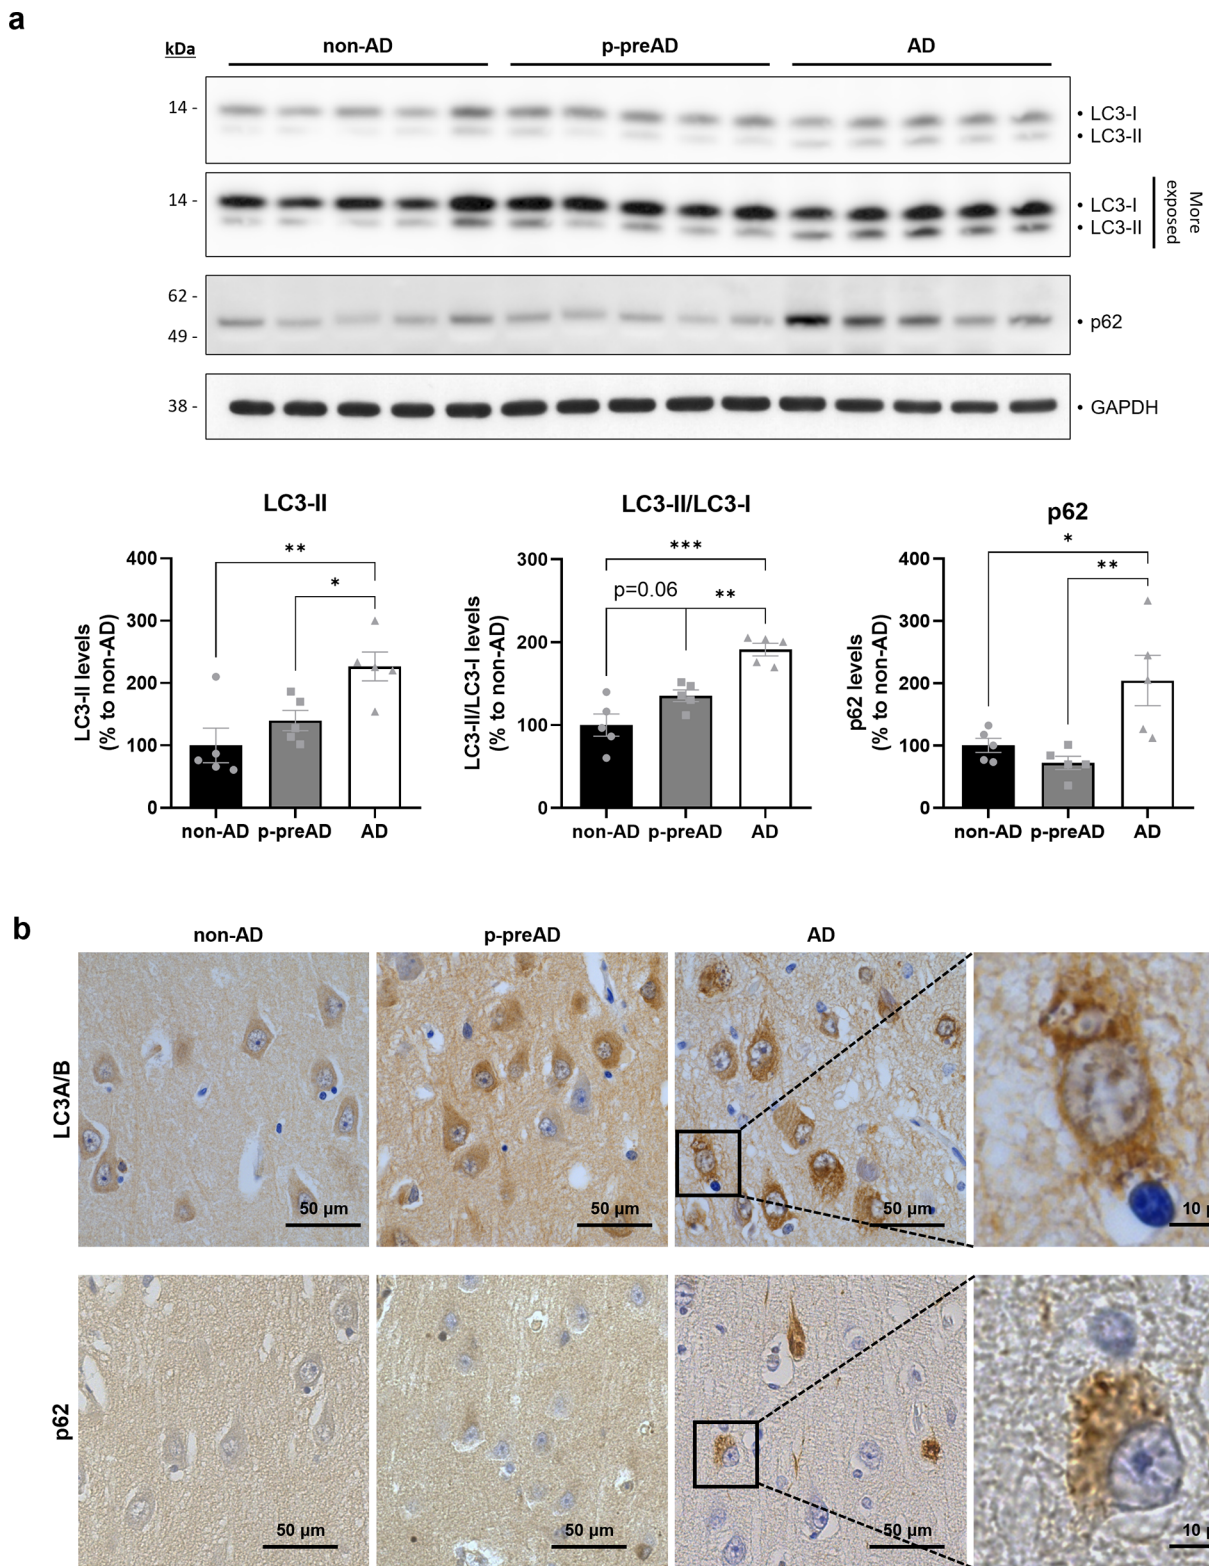 a
kDa
non-AD p-preAD AD
14 -
• LC3-I
• LC3-II
14 -
• LC3-I
• LC3-II
More exposed
62 -
49 -
• p62
38 -
• GAPDH
LC3-II
LC3-II levels
(% to non-AD)
400
300
200
100
0
**
*
non-AD p-preAD AD
LC3-II/LC3-I
LC3-II/LC3-I levels
(% to non-AD)
300
200
100
0
***
p=0.06 **
non-AD p-preAD AD
p62
p62 levels
(% to non-AD)
400
300
200
100
0
*
**
non-AD p-preAD AD
b
non-AD p-preAD AD
LC3A/B
50 µm 50 µm 50 µm 10
p62
50 µm 50 µm 50 µm 10